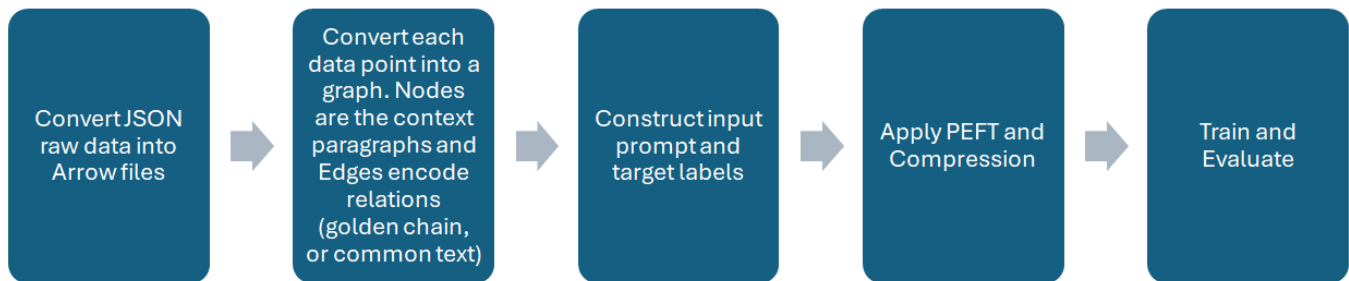 Convert JSON
raw data into
Arrow files
Convert each
data point into a
graph. Nodes
are the context
paragraphs and
Edges encode
relations
(golden chain,
or common text)
Construct input
prompt and
target labels
Apply PEFT and
Compression
Train and
Evaluate